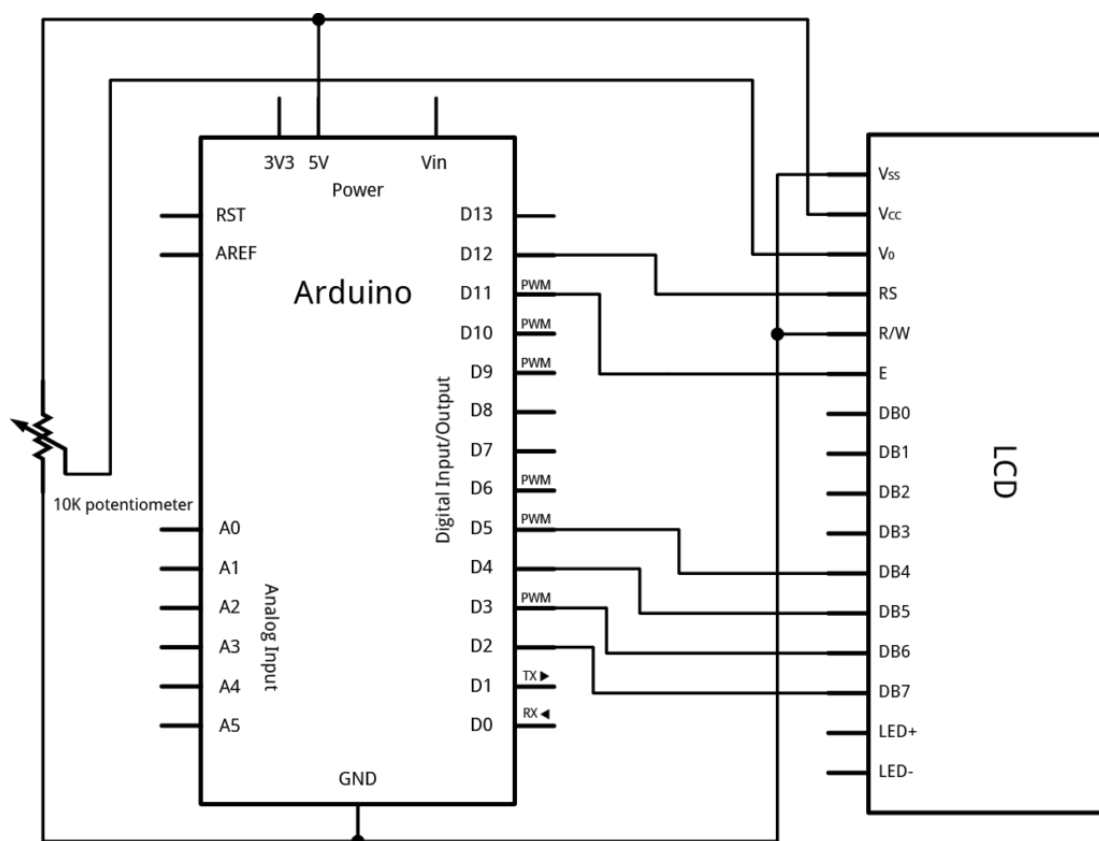 3V3 5V Vin
Power
RST
AREF
Arduino
D13
D12
D11 PWM
D10 PWM
D9 PWM
D8
D7
D6 PWM
D5 PWM
D4
D3 PWM
D2
D1 TX ▶
D0 RX ◀
Digital Input/Output
10K potentiometer
A0
A1
A2
A3
A4
A5
Analog Input
GND
Vss
Vcc
V0
RS
R/W
E
DB0
DB1
DB2
DB3
DB4
DB5
DB6
DB7
LED+
LED-
LCD